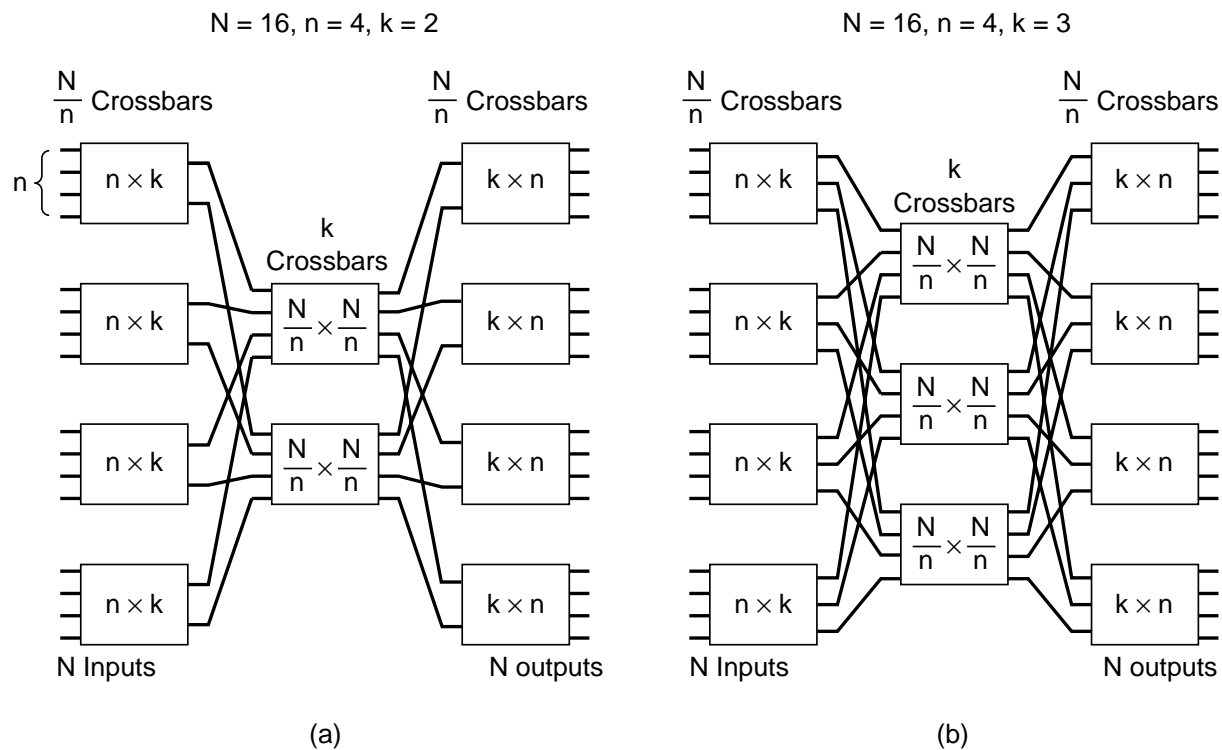 N = 16, n = 4, k = 2
N
n
Crossbars
N
n
Crossbars
n
n × k
k × n
k
Crossbars
n × k
N
n
×
N
n
k × n
n × k
N
n
×
N
n
k × n
n × k
k × n
N Inputs
N outputs
(a)
N = 16, n = 4, k = 3
N
n
Crossbars
N
n
Crossbars
n × k
k
Crossbars
k × n
N
n
×
N
n
n × k
k × n
N
n
×
N
n
n × k
k × n
N
n
×
N
n
n × k
k × n
N Inputs
N outputs
(b)